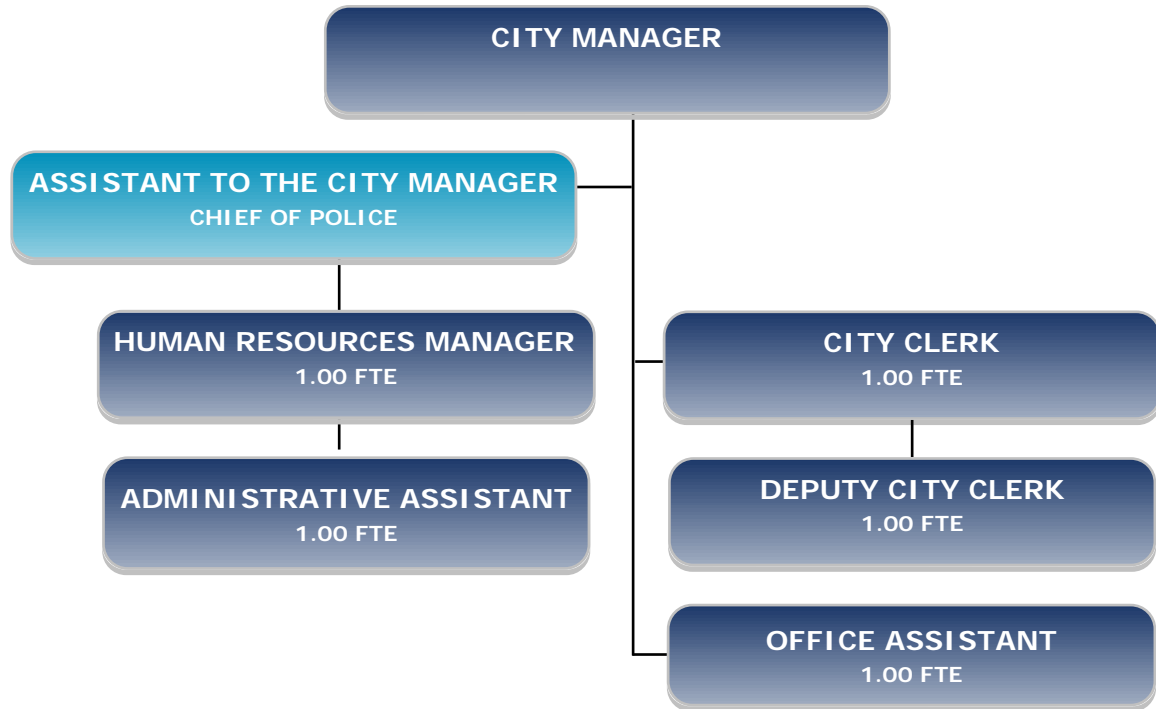 CITY MANAGER
ASSISTANT TO THE CITY MANAGER
CHIEF OF POLICE
HUMAN RESOURCES MANAGER
1.00 FTE
ADMINISTRATIVE ASSISTANT
1.00 FTE
CITY CLERK
1.00 FTE
DEPUTY CITY CLERK
1.00 FTE
OFFICE ASSISTANT
1.00 FTE